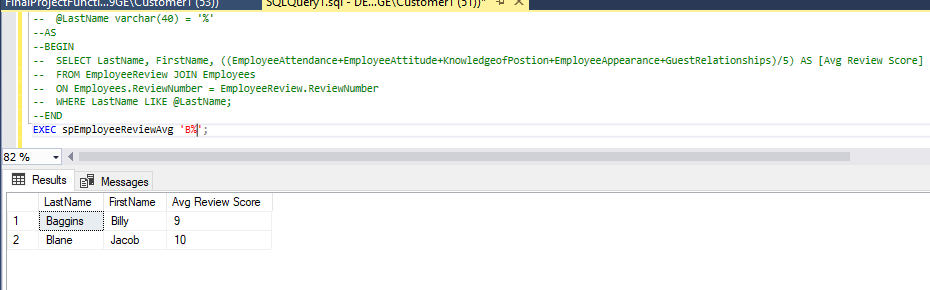 FinalProjectFuncti...9GE\Customer1 (53))
SQLQuery1.sql - DE...GE\Customer1 (51))*
-- @LastName varchar(40) = '%'
--AS
--BEGIN
-- SELECT LastName, FirstName, ((EmployeeAttendance+EmployeeAttitude+KnowledgeofPostion+EmployeeAppearance+GuestRelationships)/5) AS [Avg Review Score]
-- FROM EmployeeReview JOIN Employees
-- ON Employees.ReviewNumber = EmployeeReview.ReviewNumber
-- WHERE LastName LIKE @LastName;
--END
EXEC spEmployeeReviewAvg 'B%';
82 %
Results Messages
LastName FirstName Avg Review Score
1 Baggins Billy 9
2 Blane Jacob 10